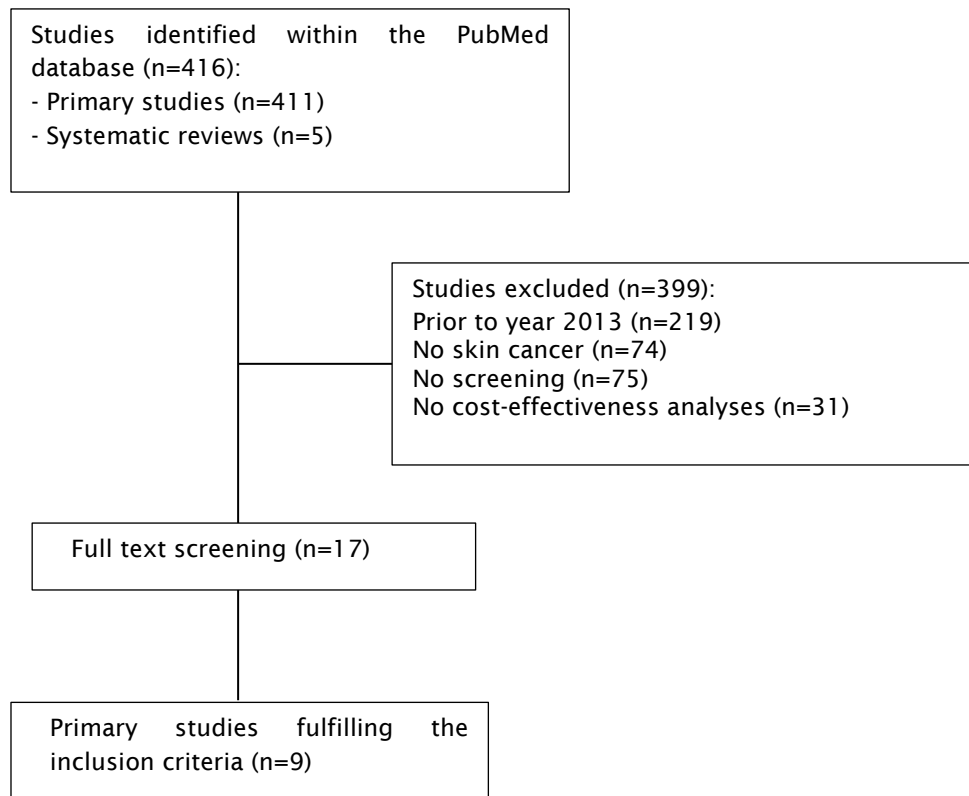 Studies identified within the PubMed
database (n=416):
- Primary studies (n=411)
- Systematic reviews (n=5)
Studies excluded (n=399):
Prior to year 2013 (n=219)
No skin cancer (n=74)
No screening (n=75)
No cost-effectiveness analyses (n=31)
Full text screening (n=17)
Primary studies fulfilling the
inclusion criteria (n=9)